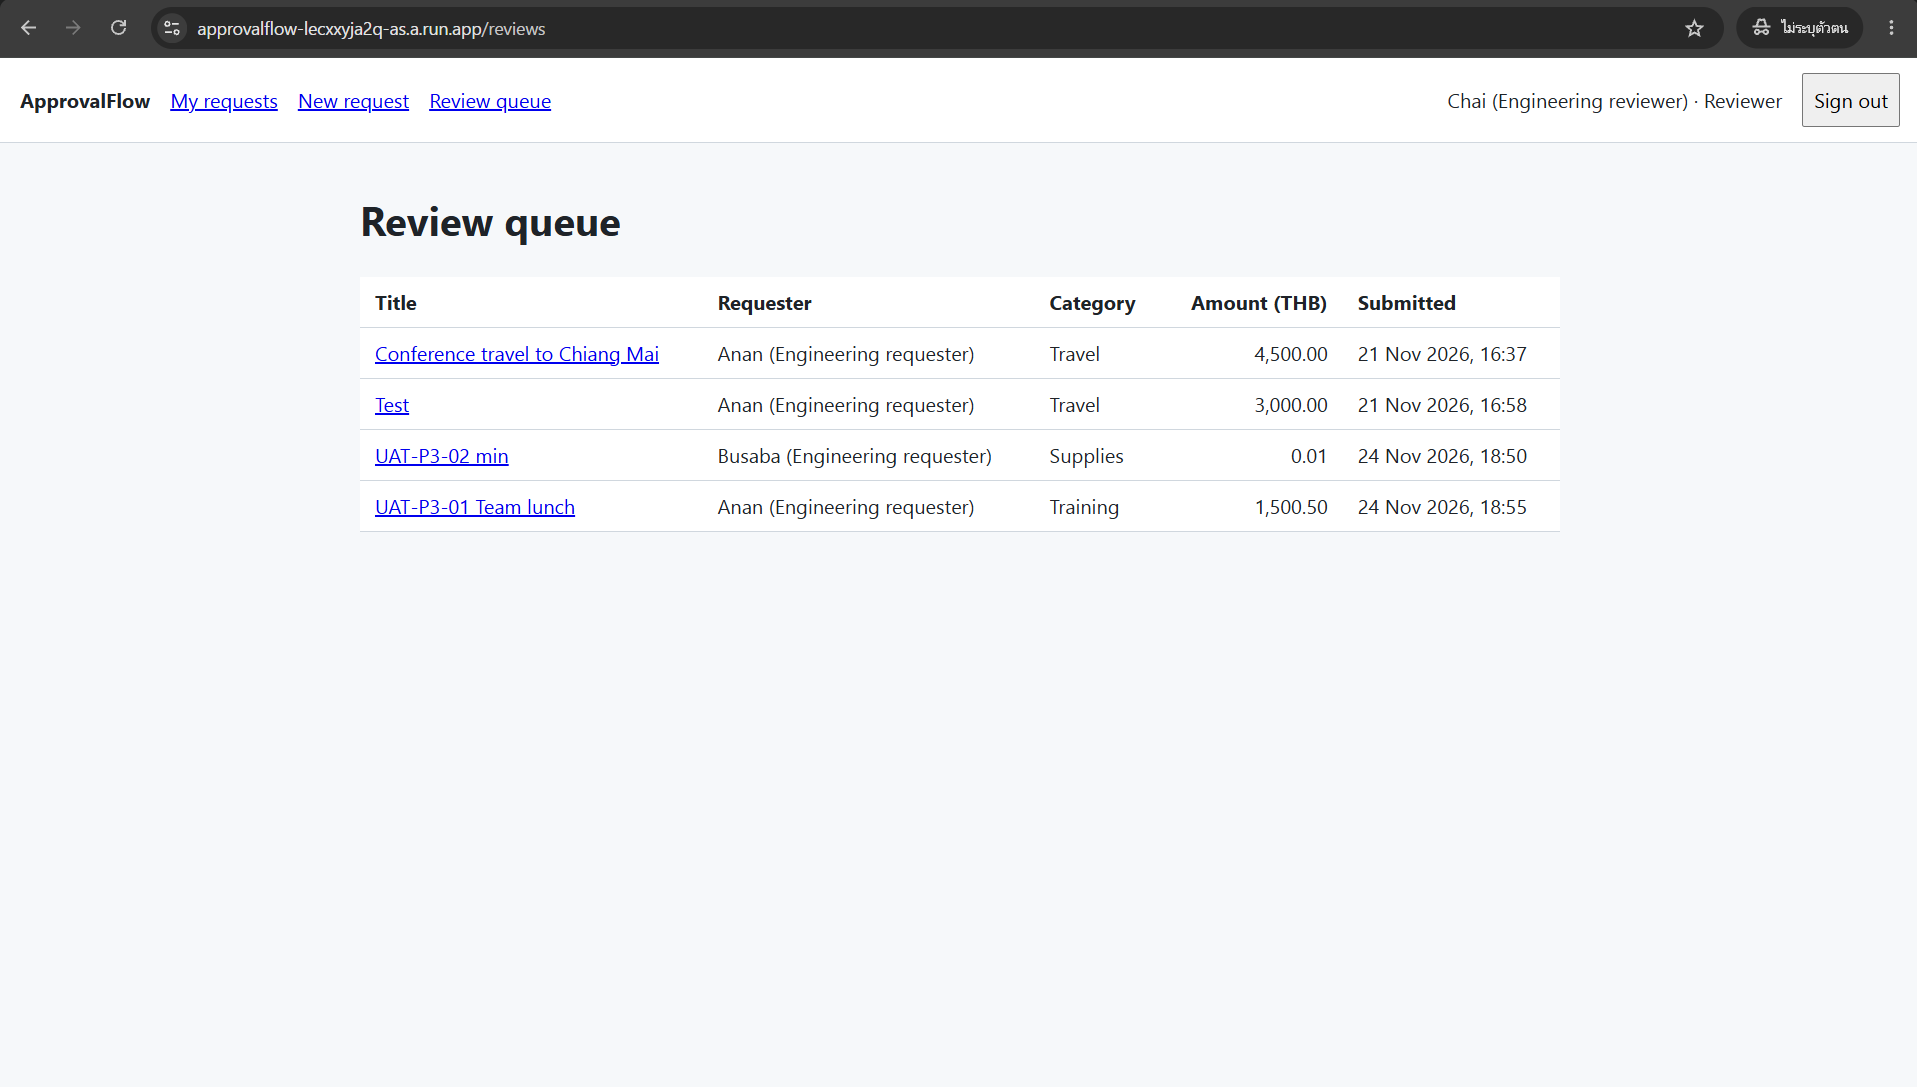 approvalflow-lecxxyja2q-as.a.run.app/reviews ไม่ระบุตัวตน
ApprovalFlow My requests New request Review queue Chai (Engineering reviewer) · Reviewer Sign out
Review queue
Title Requester Category Amount (THB) Submitted
Conference travel to Chiang Mai Anan (Engineering requester) Travel 4,500.00 21 Nov 2026, 16:37
Test Anan (Engineering requester) Travel 3,000.00 21 Nov 2026, 16:58
UAT-P3-02 min Busaba (Engineering requester) Supplies 0.01 24 Nov 2026, 18:50
UAT-P3-01 Team lunch Anan (Engineering requester) Training 1,500.50 24 Nov 2026, 18:55